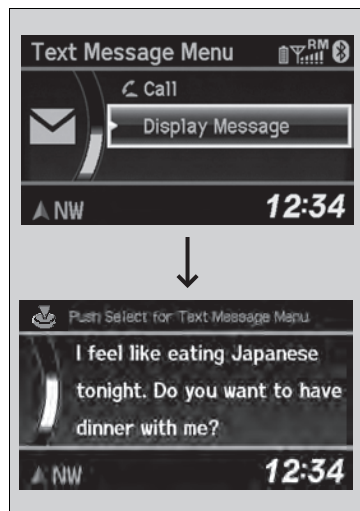 Text Message Menu RM
Call
Display Message
NW 12:34
Push Select for Text Message Menu
I feel like eating Japanese
tonight. Do you want to have
dinner with me?
NW 12:34